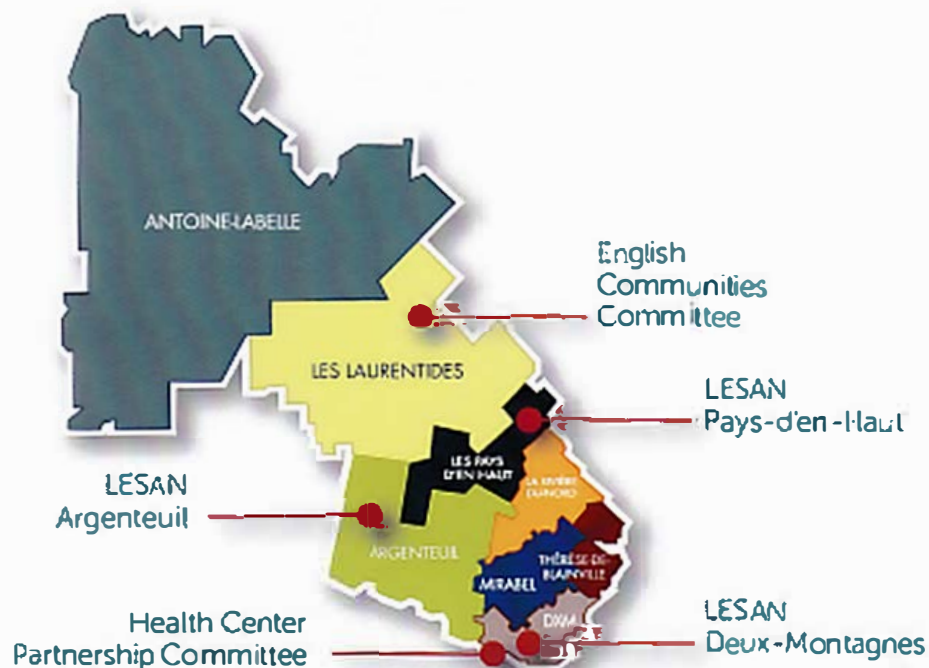 ANTOINE-LABELLE
English
Communities
Committee
LES LAURENTIDES
LESAN
Pays-d'en-Haut
LES PAYS
D'EN HAUT
LA RIVIÈRE
DU NORD
LESAN
Argenteuil
ARGENTEUIL
THÉRÈSE-DE-
BLAINVILLE
MIRABEL
DXM
Health Center
Partnership Committee
LESAN
Deux-Montagnes